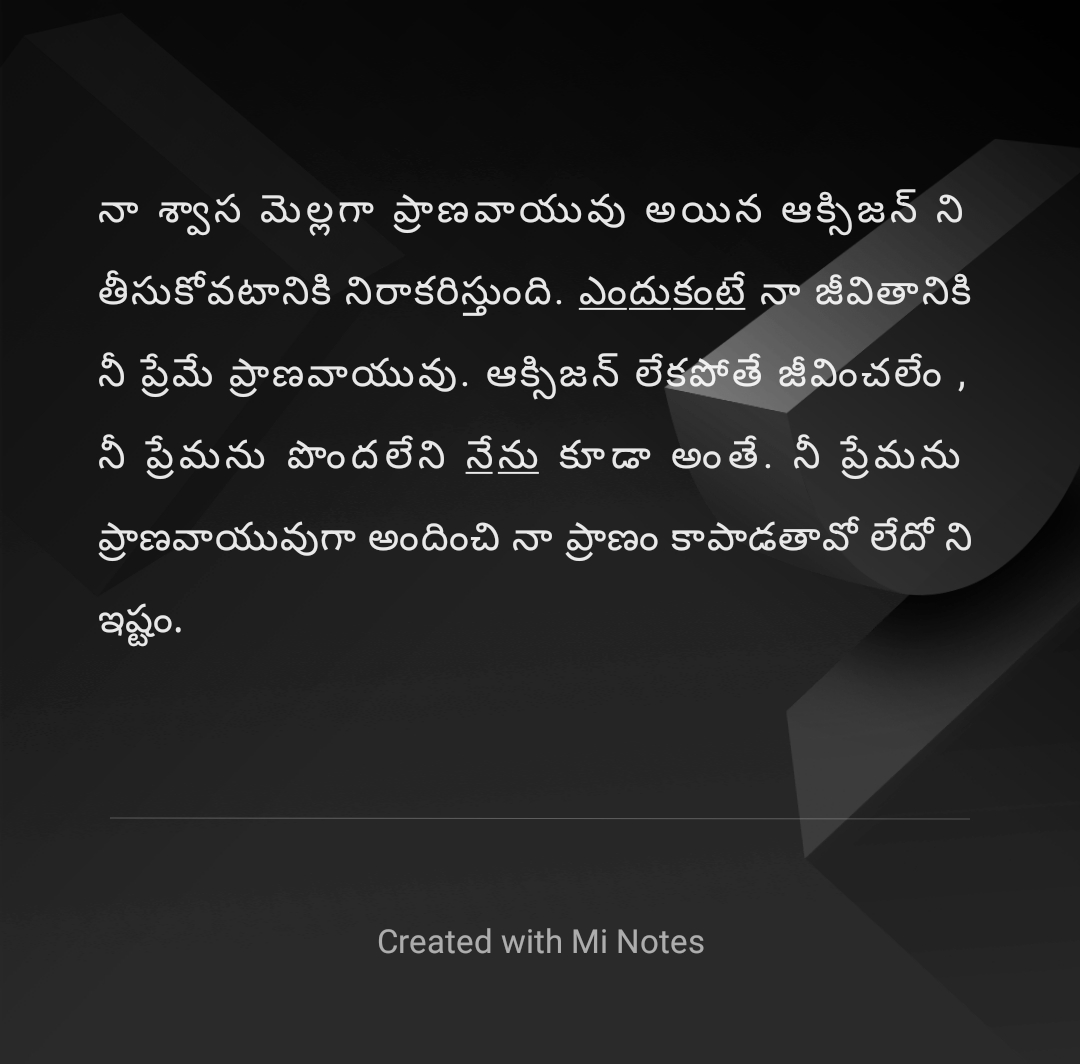 నా శ్వాస మెల్లగా ప్రాణవాయువు అయిన ఆక్సిజన్ ని
తీసుకోవటానికి నిరాకరిస్తుంది. ఎందుకంటే నా జీవితానికి
నీ ప్రేమే ప్రాణవాయువు. ఆక్సిజన్ లేకపోతే జీవించలేం ,
నీ ప్రేమను పొందలేని నేను కూడా అంతే. నీ ప్రేమను
ప్రాణవాయువుగా అందించి నా ప్రాణం కాపాడతావో లేదో ని
ఇష్టం.
Created with Mi Notes